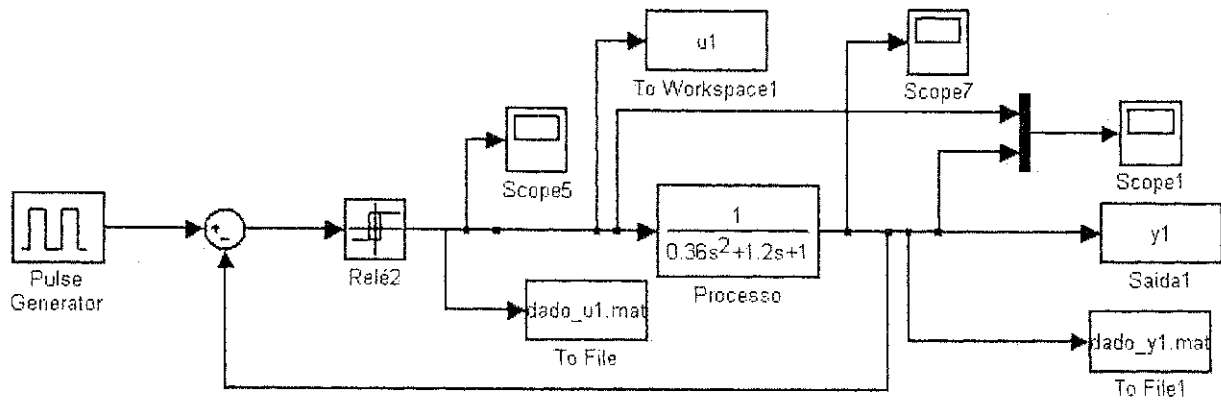 u1
To Workspace1
Scope7
Scope5
Scope1
+
-
Pulse
Generator
Relé2
1
0.36s²+1.2s+1
Processo
y1
Saida1
dado_u1.mat
To File
dado_y1.mat
To File1